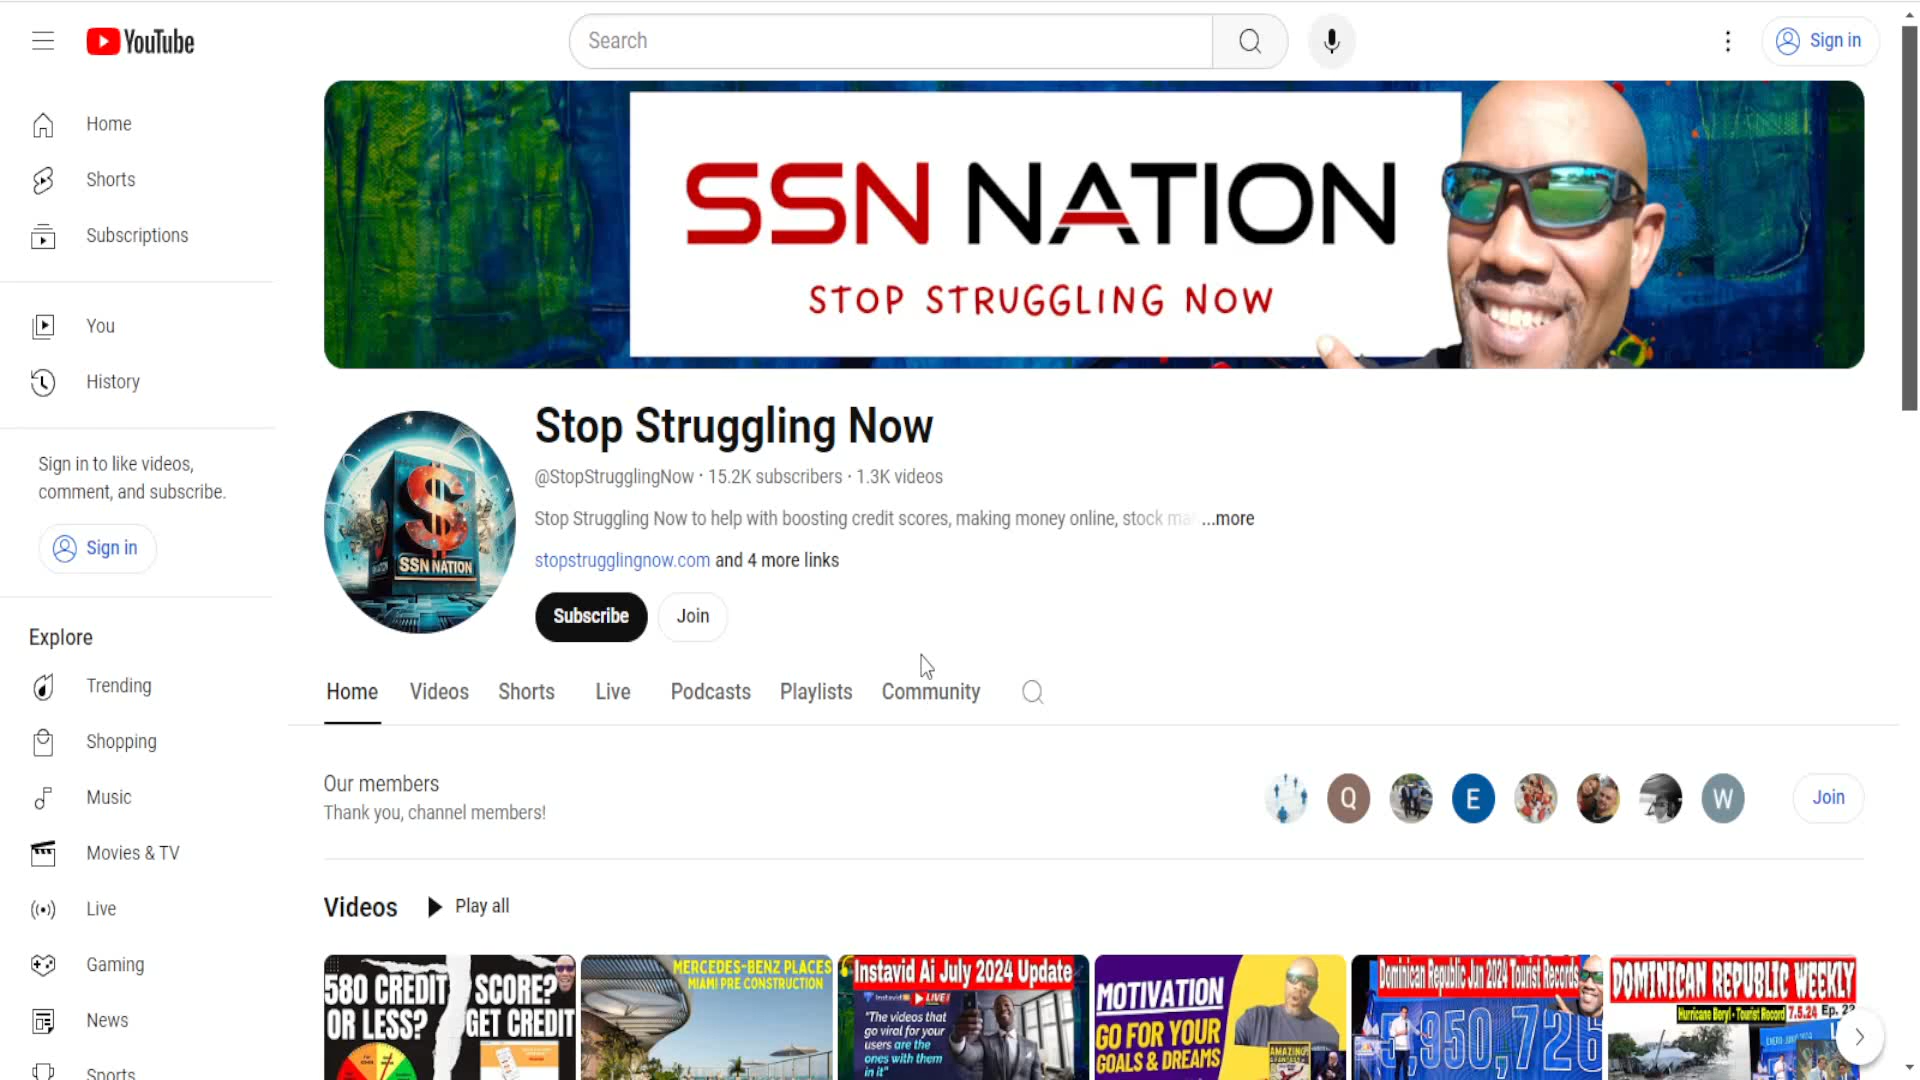 YouTube
Search
Sign in
Home
Shorts
Subscriptions
You
History
Sign in to like videos,
comment, and subscribe.
Sign in
Explore
Trending
Shopping
Music
Movies & TV
Live
Gaming
News
Sports
SSN NATION
STOP STRUGGLING NOW
SSN NATION
Stop Struggling Now
@StopStrugglingNow · 15.2K subscribers · 1.3K videos
Stop Struggling Now to help with boosting credit scores, making money online, stock ...more
stopstrugglingnow.com and 4 more links
Subscribe
Join
Home Videos Shorts Live Podcasts Playlists Community
Our members
Thank you, channel members!
Q
E
W
Join
Videos
Play all
580 CREDIT SCORE?
OR LESS? GET CREDIT
MERCEDES-BENZ PLACES
MIAMI PRE CONSTRUCTION
Instavid Ai July 2024 Update
Instavid LIVE
"The videos that
go viral for your
users are the
ones with them
in it"
MOTIVATION
GO FOR YOUR
GOALS & DREAMS
AMAZING
Dominican Republic Jun 2024 Tourist Records
5,950,726
DOMINICAN REPUBLIC WEEKLY
Hurricane Beryl - Tourist Record 7.5.24 Ep.